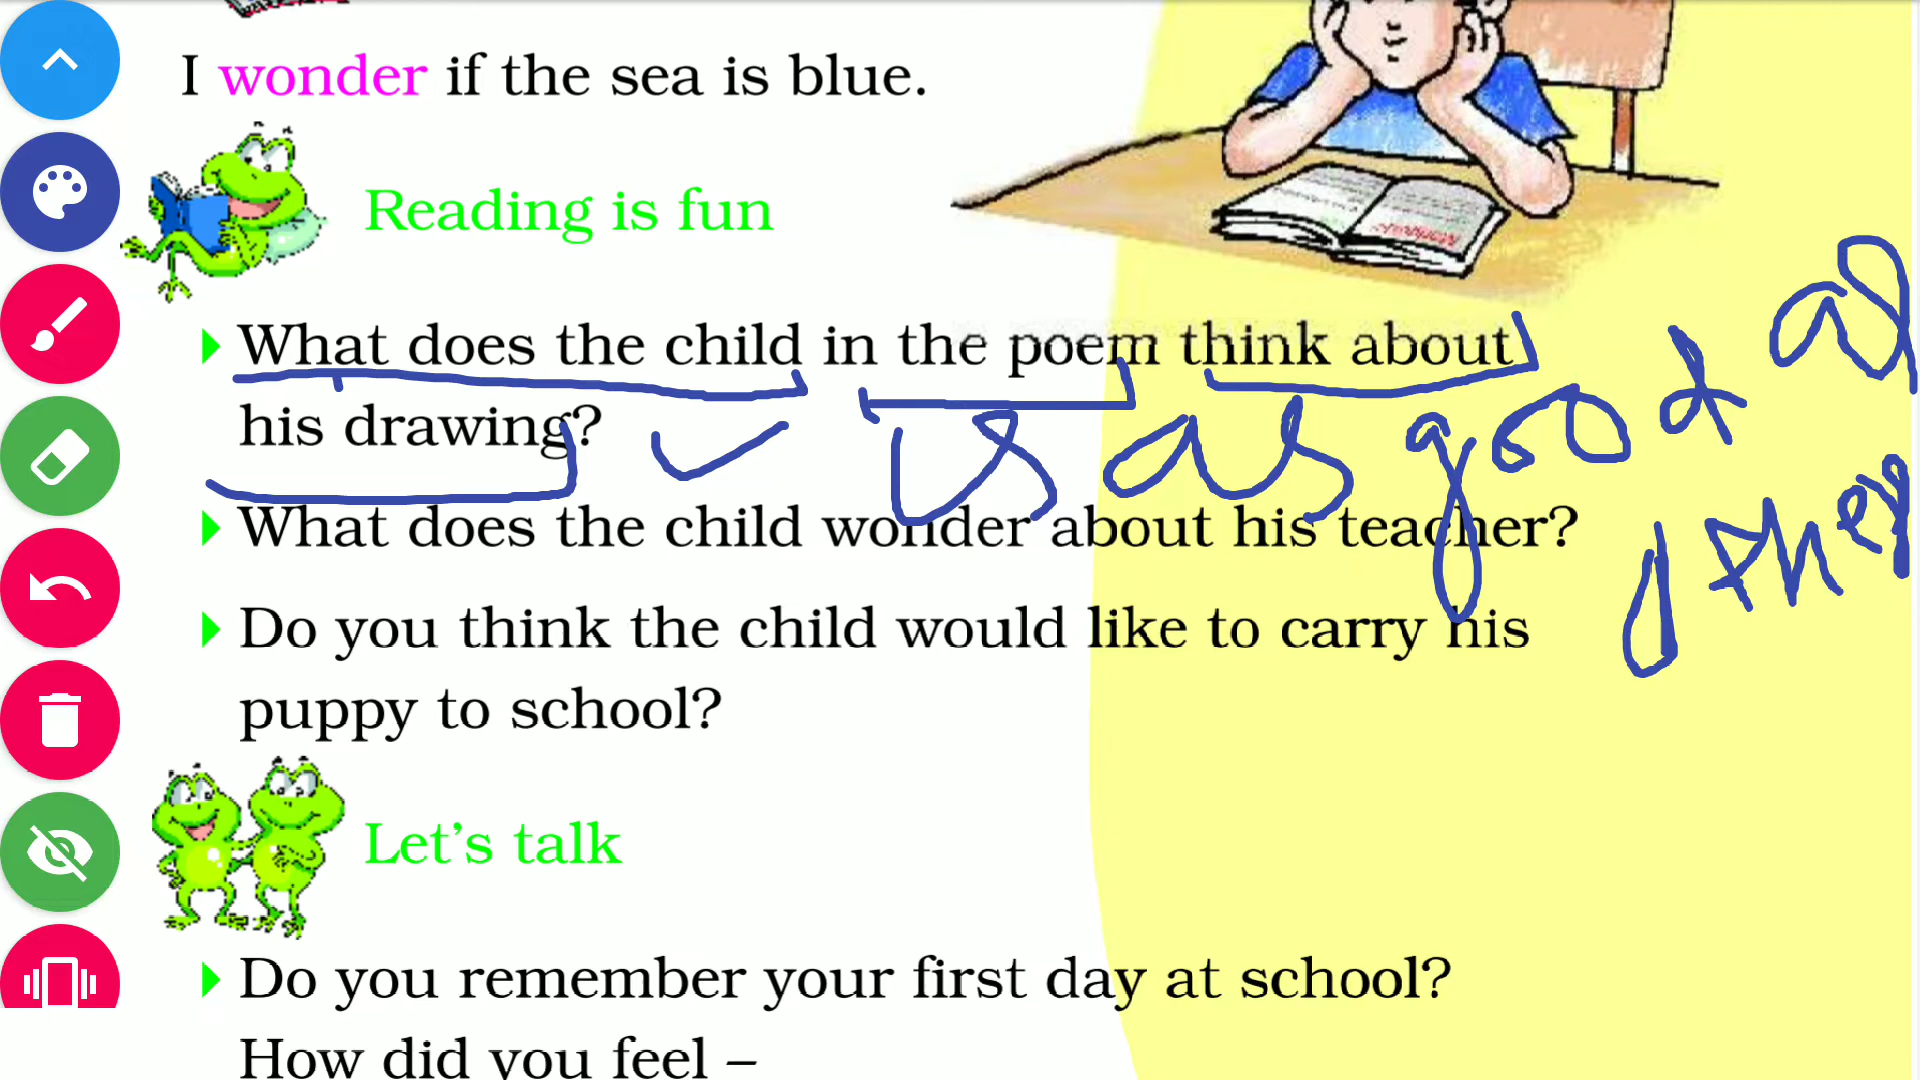 I wonder if the sea is blue.
Reading is fun
What does the child in the poem think about
his drawing?
is as good as
What does the child wonder about his teacher?
Do you think the child would like to carry his
puppy to school?
Let's talk
Do you remember your first day at school?
How did you feel –